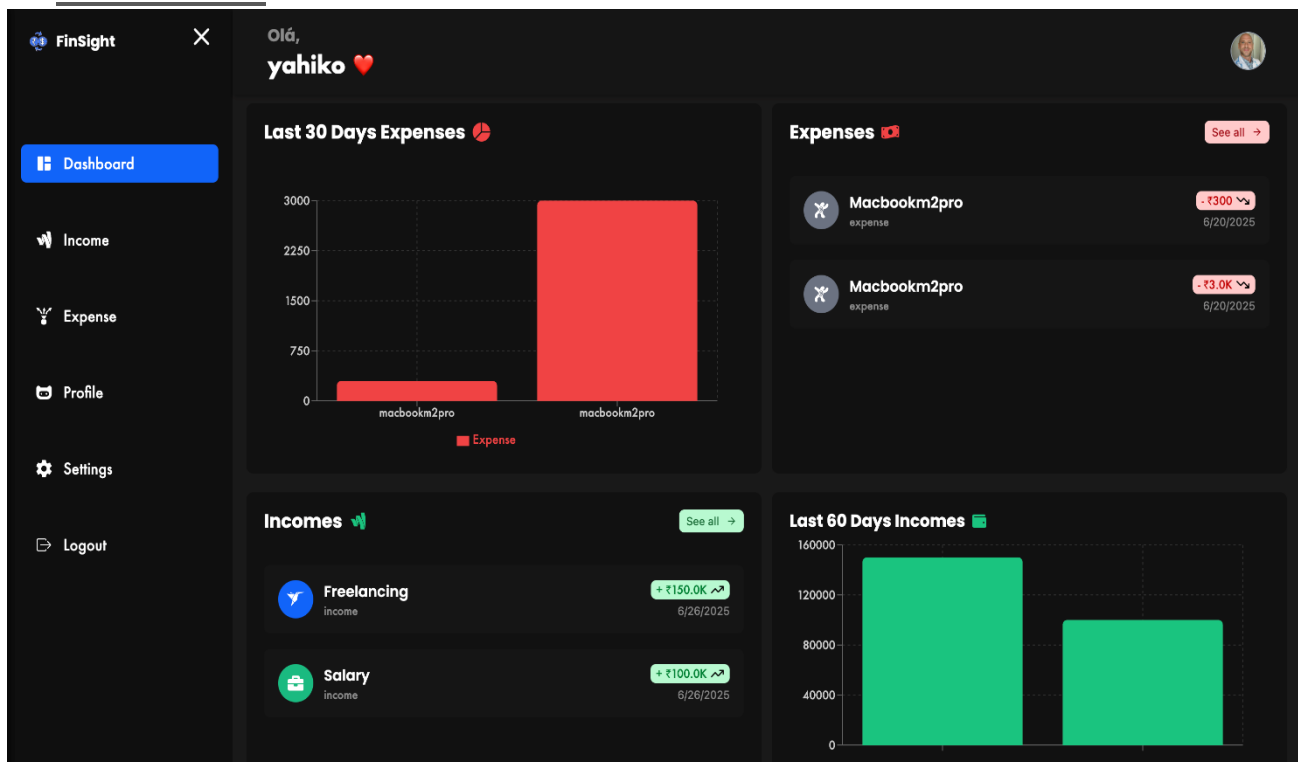 FinSight
Dashboard
Income
Expense
Profile
Settings
Logout
Olá,
yahiko ❤️
Last 30 Days Expenses
3000
2250
1500
750
0
macbookm2pro macbookm2pro
Expense
Expenses
See all →
Macbookm2pro - ₹300
expense 6/20/2025
Macbookm2pro - ₹3.0K
expense 6/20/2025
Incomes
See all →
Freelancing + ₹150.0K
income 6/26/2025
Salary + ₹100.0K
income 6/26/2025
Last 60 Days Incomes
160000
120000
80000
40000
0